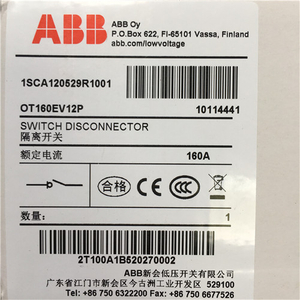 ABB
ABB Oy
P.O. Box 622, FI-65101 Vassa, Finland
abb.com/lowvoltage
1SCA120529R1001
OT160EV12P 10114441
SWITCH DISCONNECTOR
隔离开关
额定电流 160A
合格 CCC
数量: 1
2T100A1B520270002
ABB新会低压开关有限公司
广东省江门市新会区今古洲工业开发区 529100
Tel +86 750 6322200 Fax +86 750 6677526